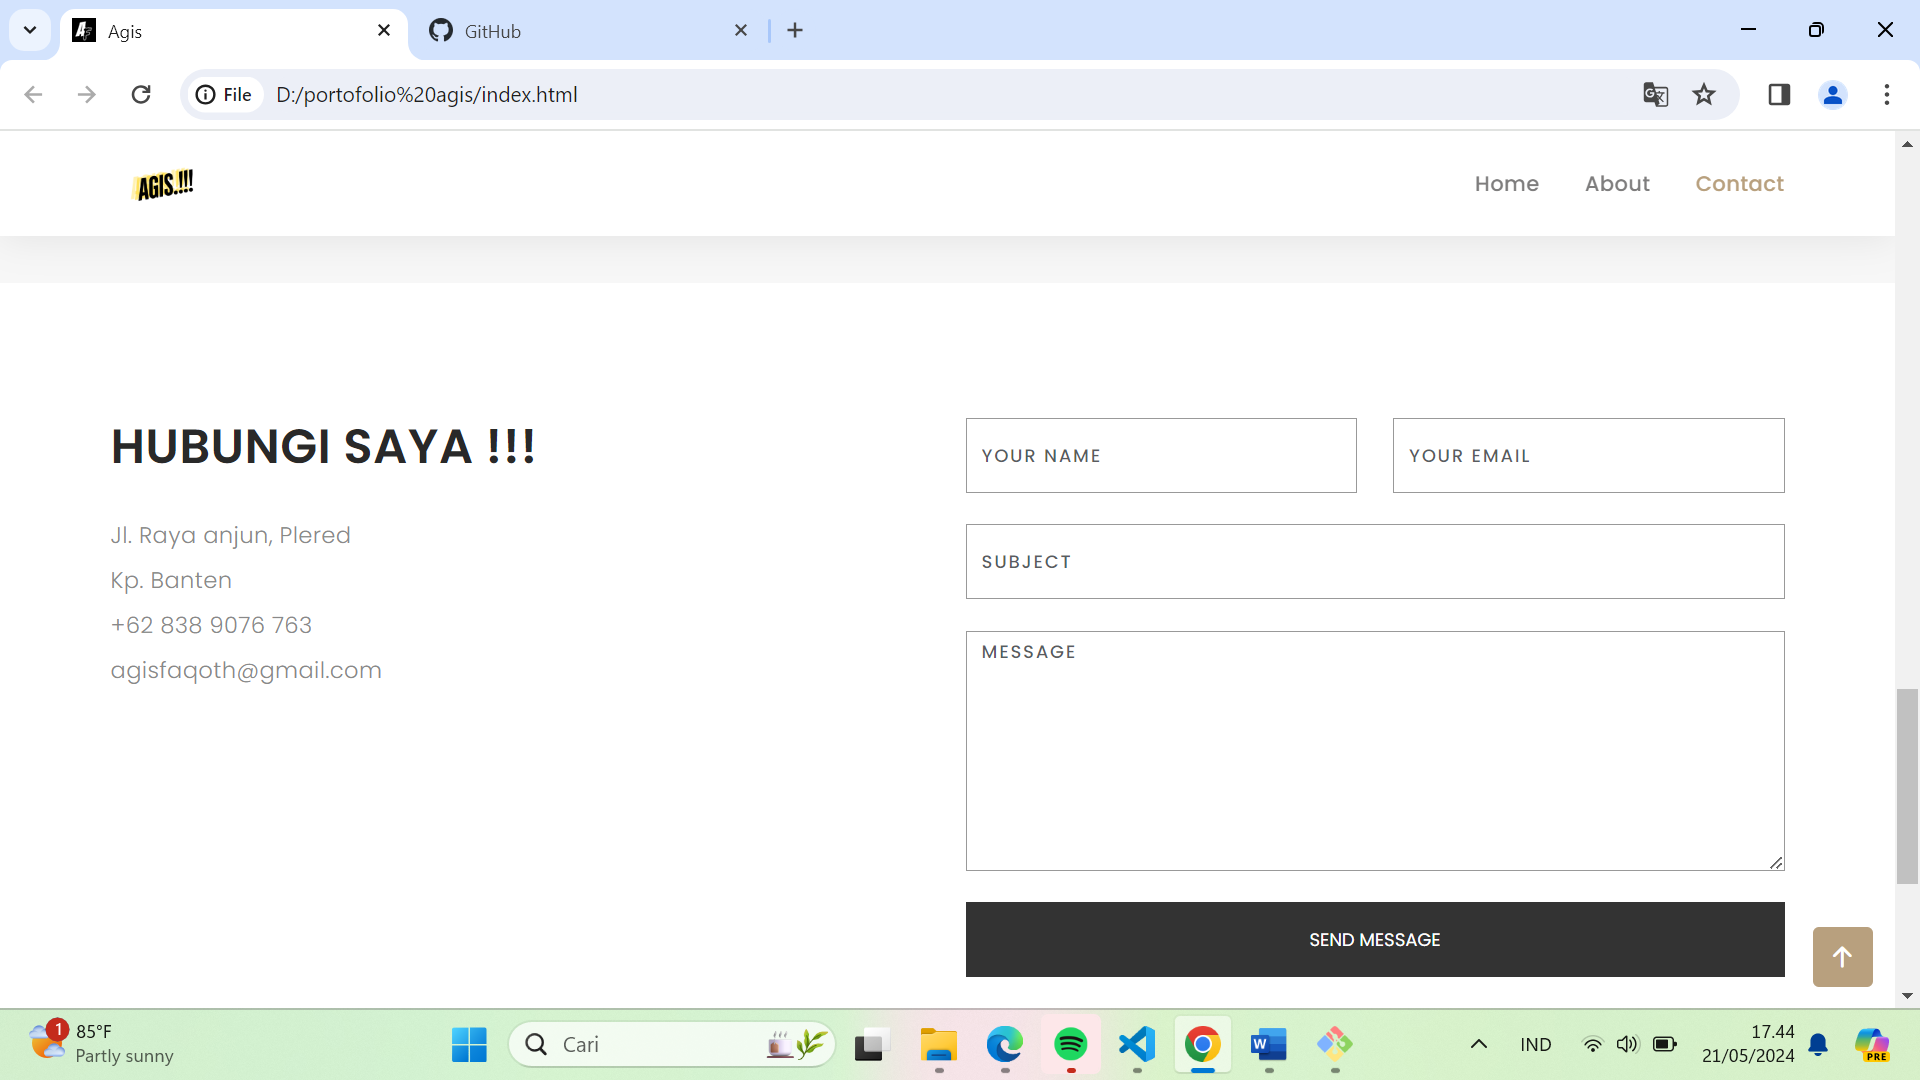 Agis
GitHub
File
D:/portofolio%20agis/index.html
AGIS.!!!
Home
About
Contact
HUBUNGI SAYA !!!
Jl. Raya anjun, Plered
Kp. Banten
+62 838 9076 763
agisfaqoth@gmail.com
YOUR NAME
YOUR EMAIL
SUBJECT
MESSAGE
SEND MESSAGE
1
85°F
Partly sunny
Cari
IND
17.44
21/05/2024
PRE